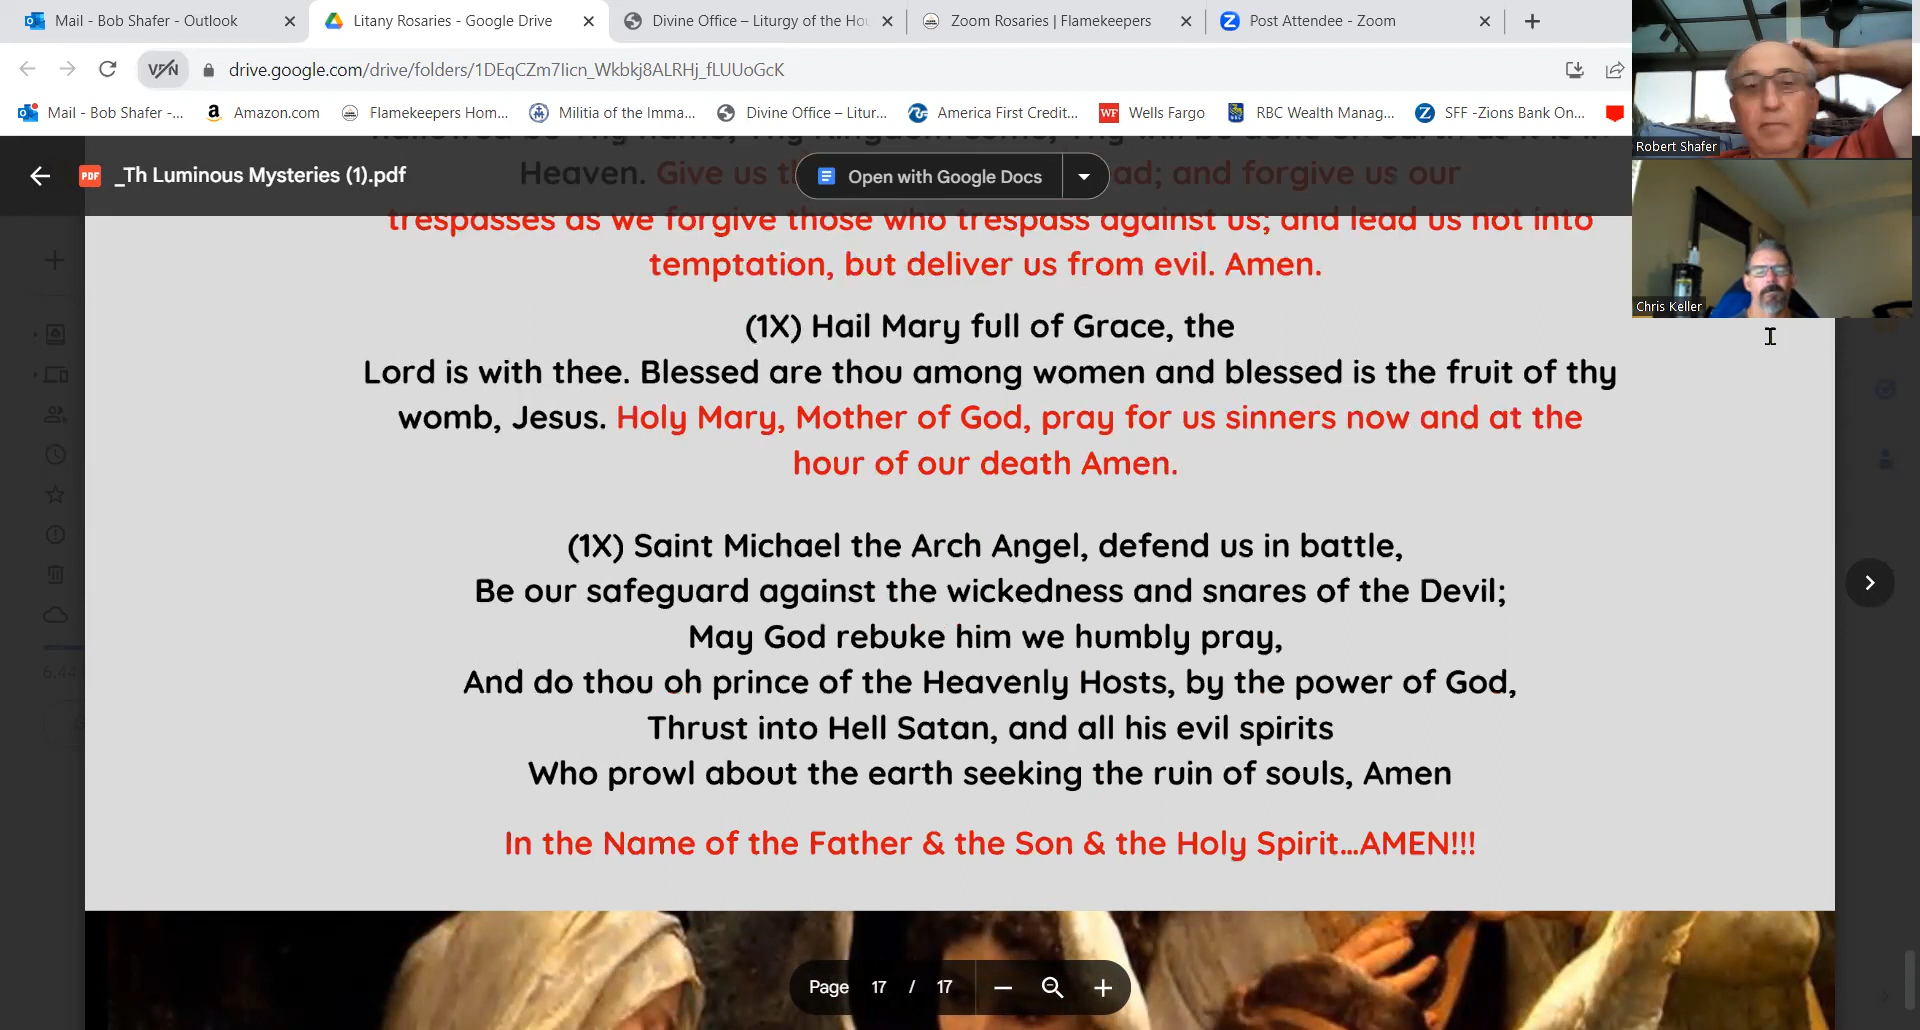 Mail - Bob Shafer - Outlook
Litany Rosaries - Google Drive
Divine Office – Liturgy of the Hou
Zoom Rosaries | Flamekeepers
Post Attendee - Zoom
VPN
drive.google.com/drive/folders/1DEqCZm7Iicn_Wkbkj8ALRHj_fLUUoGcK
Mail - Bob Shafer -...
Amazon.com
Flamekeepers Hom...
Militia of the Imma...
Divine Office – Litur...
America First Credit...
WF Wells Fargo
RBC Wealth Manag...
SFF -Zions Bank On...
Robert Shafer
Chris Keller
PDF _Th Luminous Mysteries (1).pdf
Open with Google Docs
Heaven. Give us ad; and forgive us our
trespasses as we forgive those who trespass against us; and lead us not into
temptation, but deliver us from evil. Amen.
(1X) Hail Mary full of Grace, the
Lord is with thee. Blessed are thou among women and blessed is the fruit of thy
womb, Jesus. Holy Mary, Mother of God, pray for us sinners now and at the
hour of our death Amen.
(1X) Saint Michael the Arch Angel, defend us in battle,
Be our safeguard against the wickedness and snares of the Devil;
May God rebuke him we humbly pray,
And do thou oh prince of the Heavenly Hosts, by the power of God,
Thrust into Hell Satan, and all his evil spirits
Who prowl about the earth seeking the ruin of souls, Amen
In the Name of the Father & the Son & the Holy Spirit...AMEN!!!
6.44
Page 17 / 17